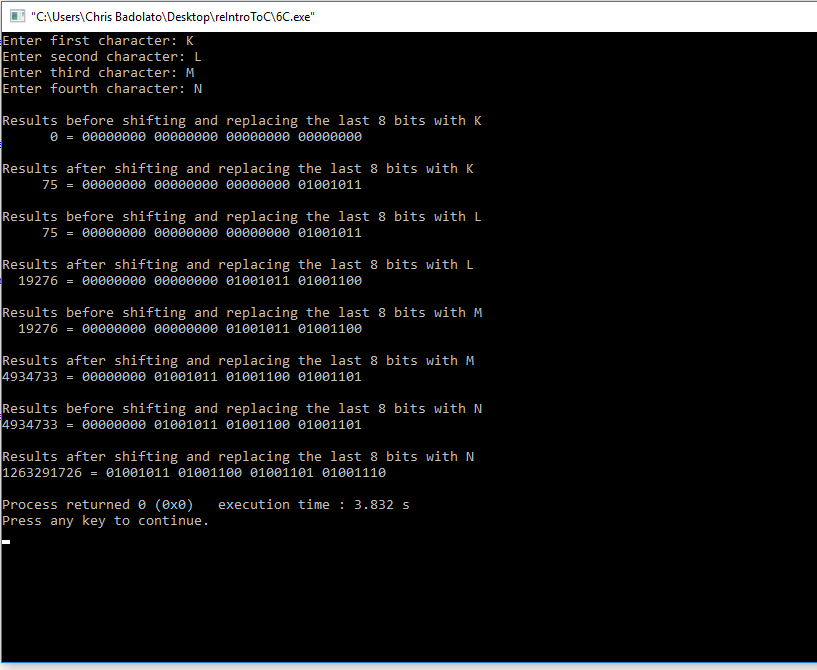 "C:\Users\Chris Badolato\Desktop\reIntroToC\6C.exe"
Enter first character: K
Enter second character: L
Enter third character: M
Enter fourth character: N
Results before shifting and replacing the last 8 bits with K
0 = 00000000 00000000 00000000 00000000
Results after shifting and replacing the last 8 bits with K
75 = 00000000 00000000 00000000 01001011
Results before shifting and replacing the last 8 bits with L
75 = 00000000 00000000 00000000 01001011
Results after shifting and replacing the last 8 bits with L
19276 = 00000000 00000000 01001011 01001100
Results before shifting and replacing the last 8 bits with M
19276 = 00000000 00000000 01001011 01001100
Results after shifting and replacing the last 8 bits with M
4934733 = 00000000 01001011 01001100 01001101
Results before shifting and replacing the last 8 bits with N
4934733 = 00000000 01001011 01001100 01001101
Results after shifting and replacing the last 8 bits with N
1263291726 = 01001011 01001100 01001101 01001110
Process returned 0 (0x0)   execution time : 3.832 s
Press any key to continue.